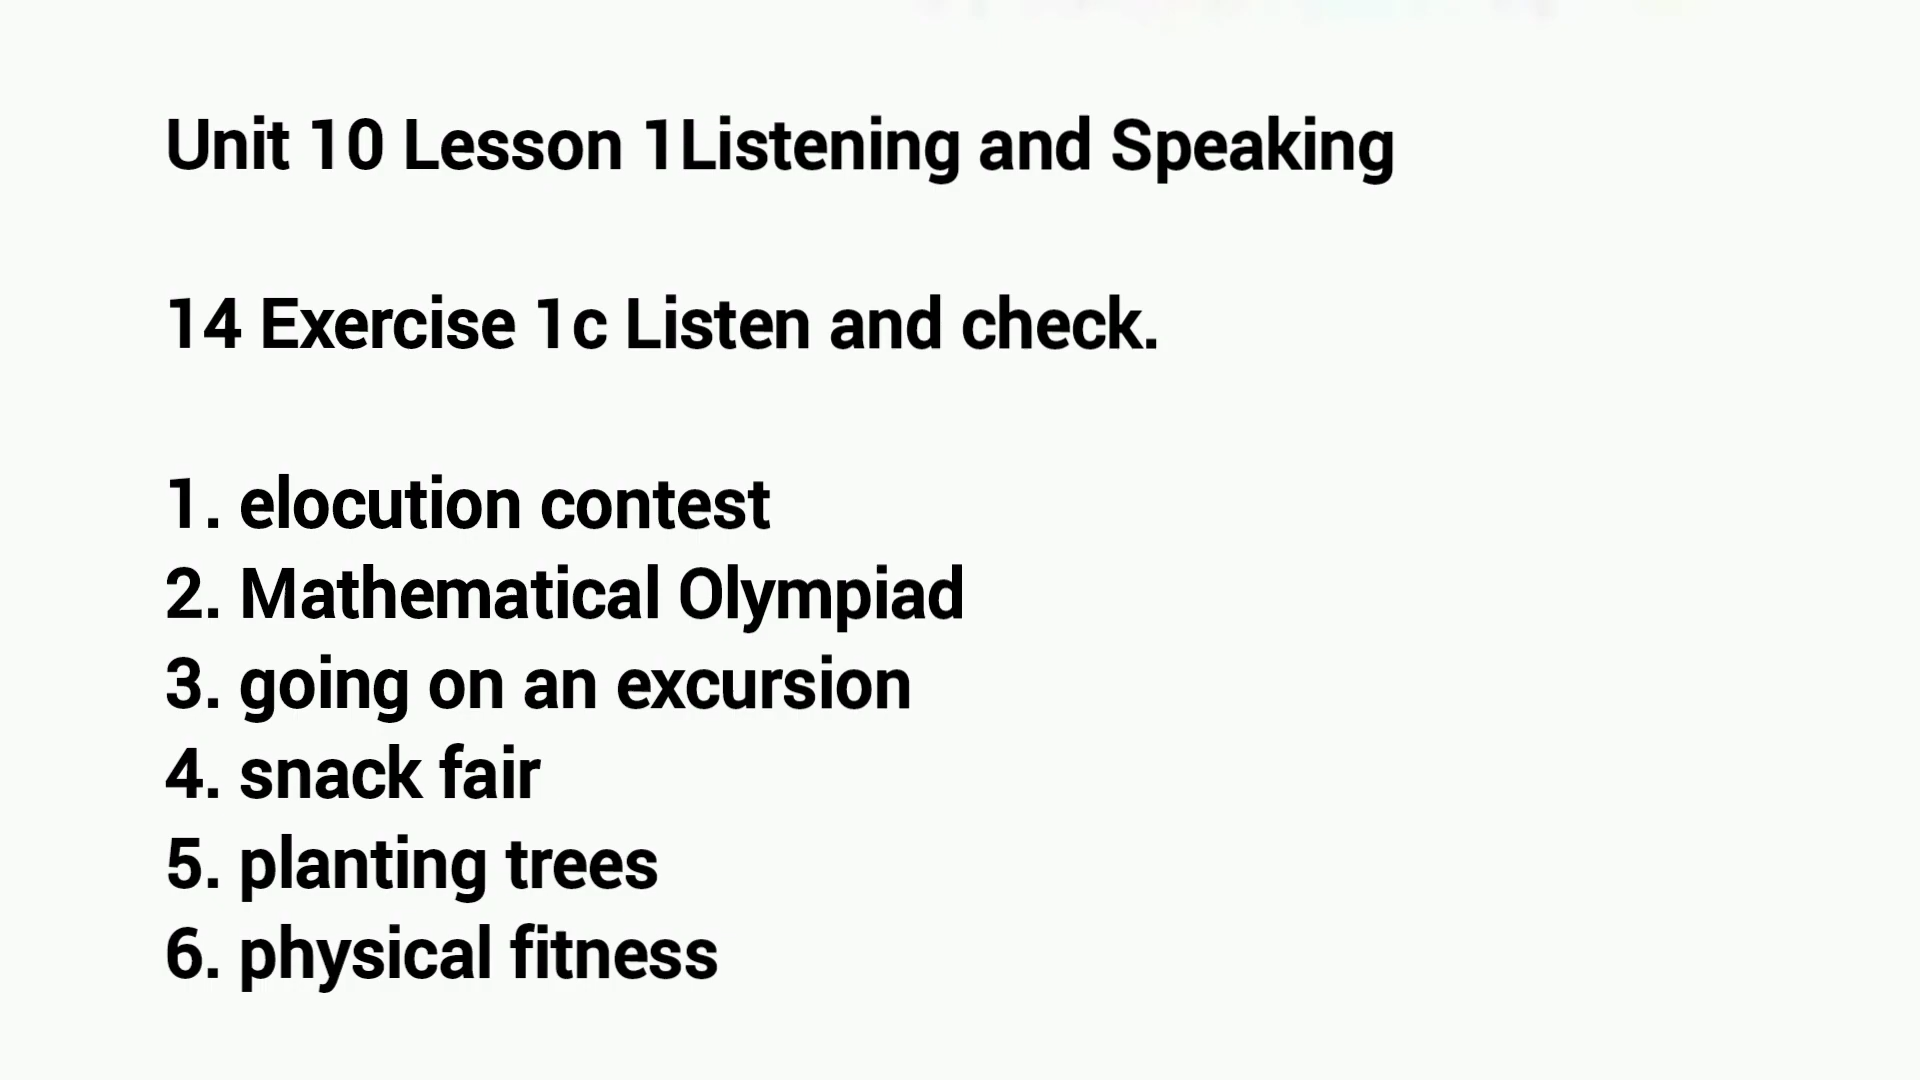 Unit 10 Lesson 1Listening and Speaking
14 Exercise 1c Listen and check.
1. elocution contest
2. Mathematical Olympiad
3. going on an excursion
4. snack fair
5. planting trees
6. physical fitness